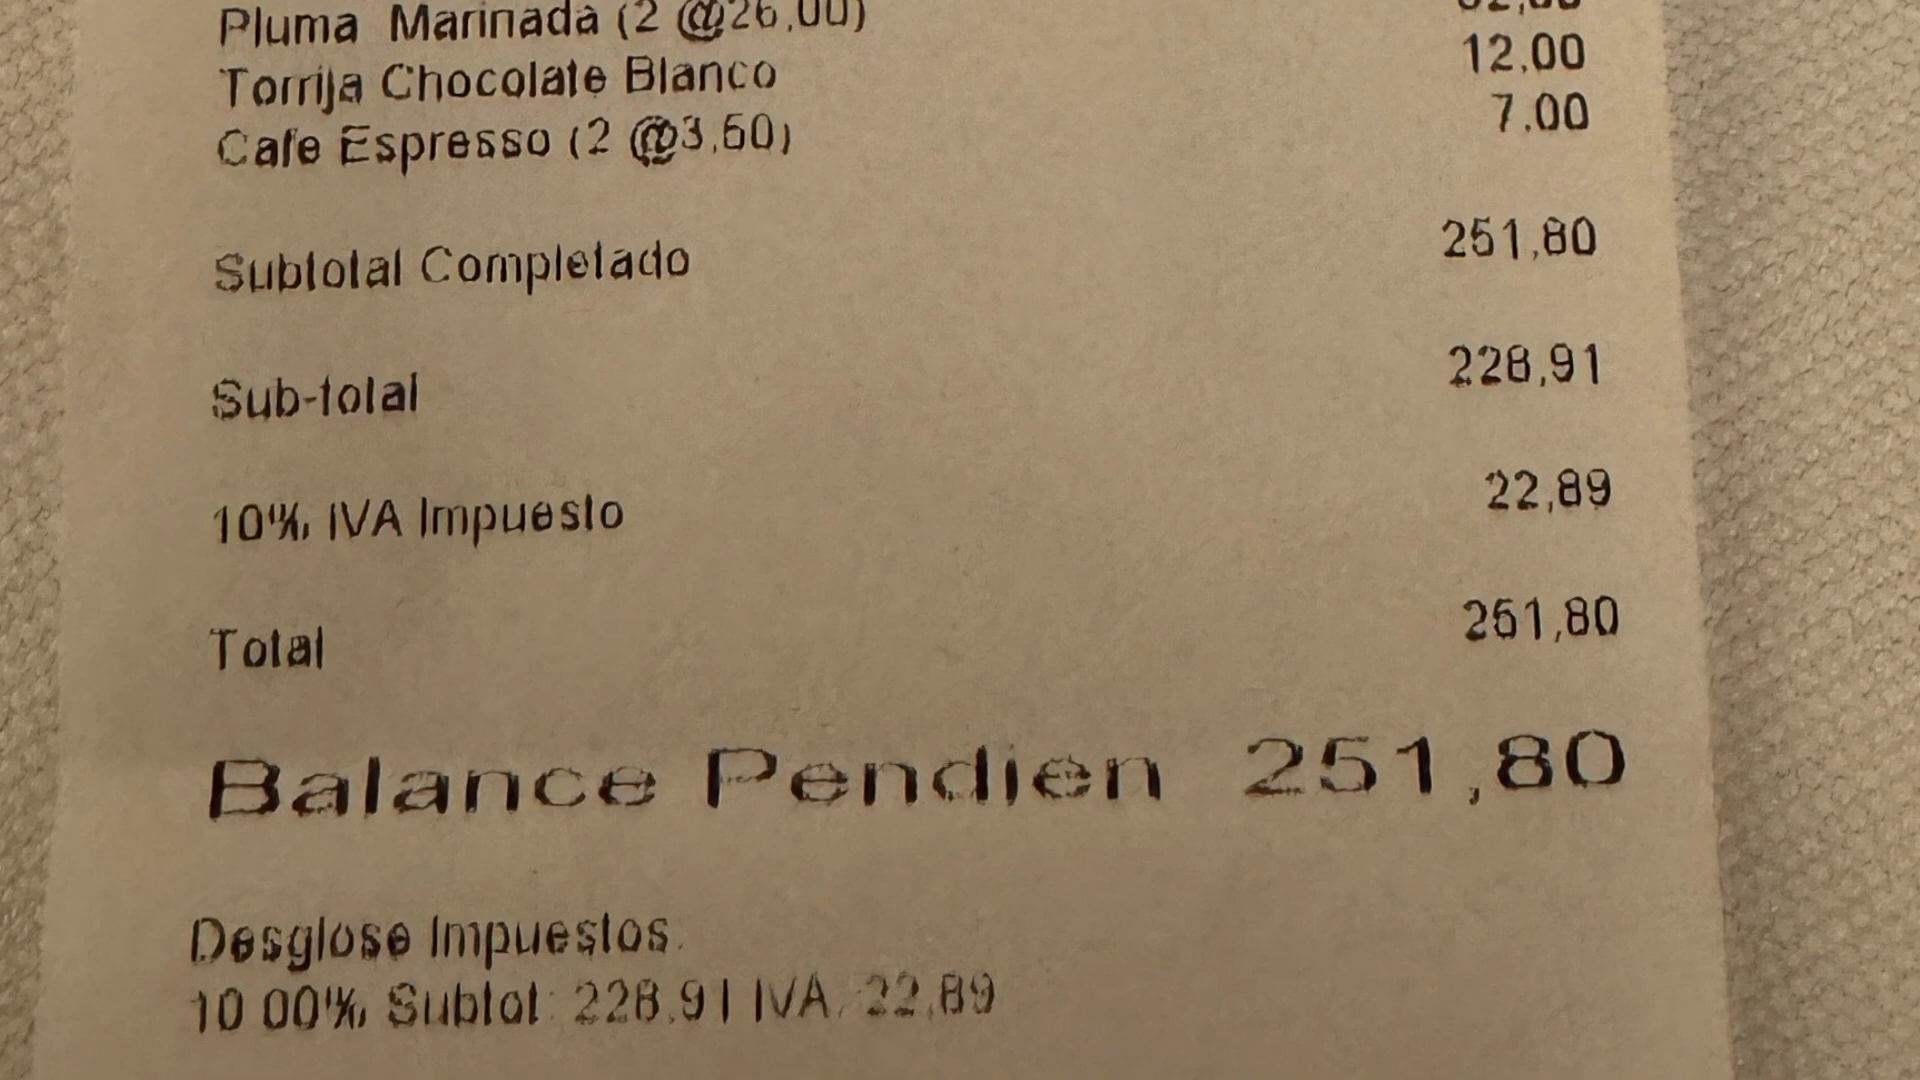 Pluma Marinada (2 @26,00)
Torrija Chocolate Blanco 12,00
Cafe Espresso (2 @3,50) 7,00
Subtotal Completado 251,80
Sub-total 228,91
10% IVA Impuesto 22,89
Total 251,80
Balance Pendien 251,80
Desglose Impuestos.
10.00% Subtot: 228,91 IVA: 22,89